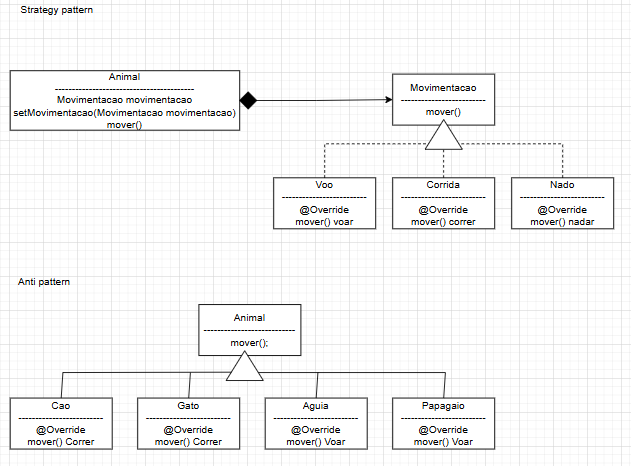 Strategy pattern
Animal
Movimentacao movimentacao
setMovimentacao(Movimentacao movimentacao)
mover()
Movimentacao
mover()
Voo
@Override
mover() voar
Corrida
@Override
mover() correr
Nado
@Override
mover() nadar
Anti pattern
Animal
mover();
Cao
@Override
mover() Correr
Gato
@Override
mover() Correr
Aguia
@Override
mover() Voar
Papagaio
@Override
mover() Voar